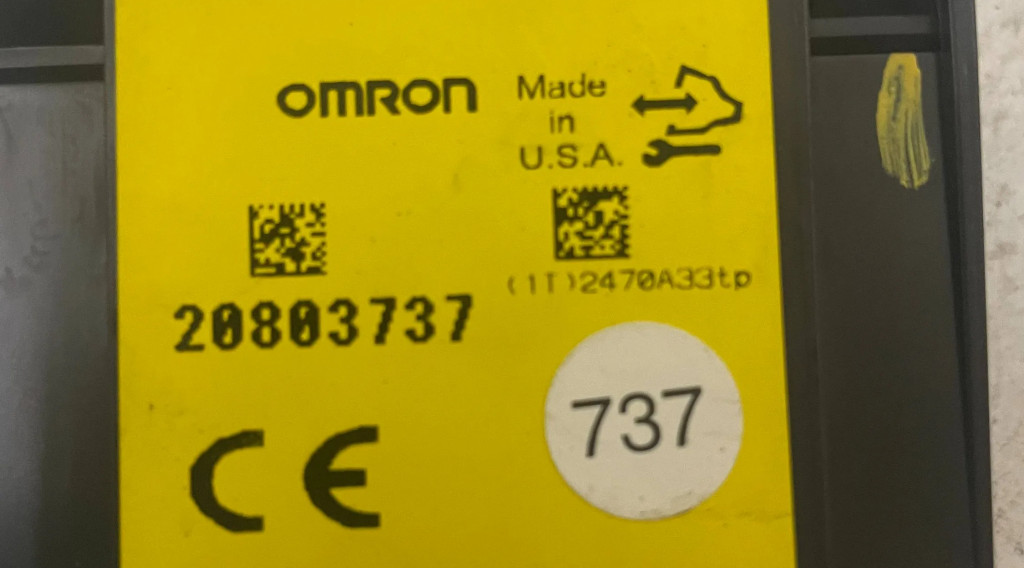 OMRON
Made
in
U.S.A.
(1T)2470A33tp
20803737
737
CE